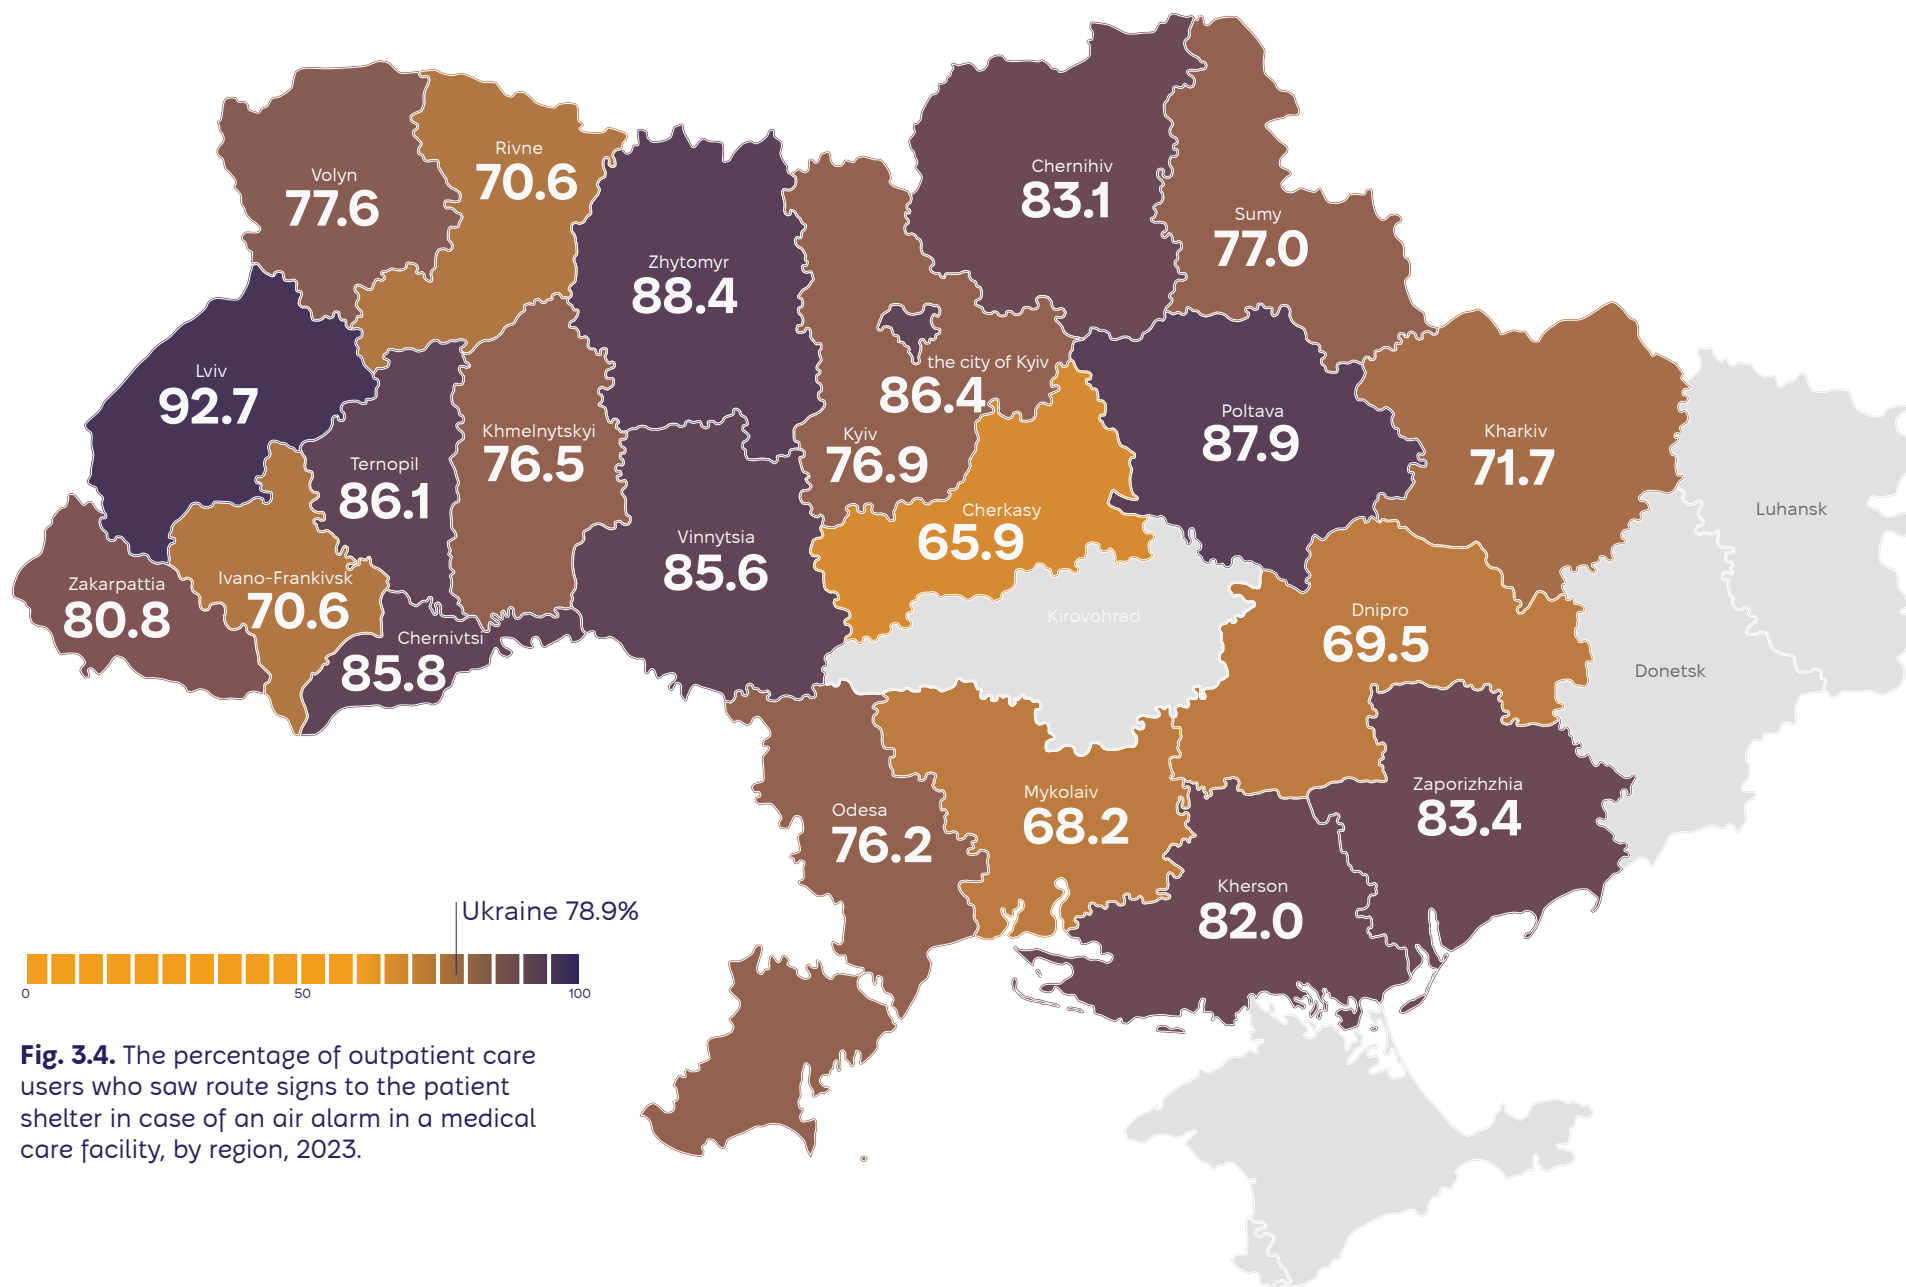 Rivne
70.6
Volyn
77.6
Chernihiv
83.1
Sumy
77.0
Zhytomyr
88.4
Lviv
92.7
the city of Kyiv
86.4
Poltava
87.9
Khmelnytskyi
76.5
Kyiv
76.9
Kharkiv
71.7
Ternopil
86.1
Cherkasy
65.9
Luhansk
Vinnytsia
85.6
Zakarpattia
80.8
Ivano-Frankivsk
70.6
Chernivtsi
85.8
Kirovohrad
Dnipro
69.5
Donetsk
Zaporizhzhia
83.4
Mykolaiv
68.2
Odesa
76.2
Kherson
82.0
Ukraine 78.9%
0 50 100
Fig. 3.4. The percentage of outpatient care
users who saw route signs to the patient
shelter in case of an air alarm in a medical
care facility, by region, 2023.